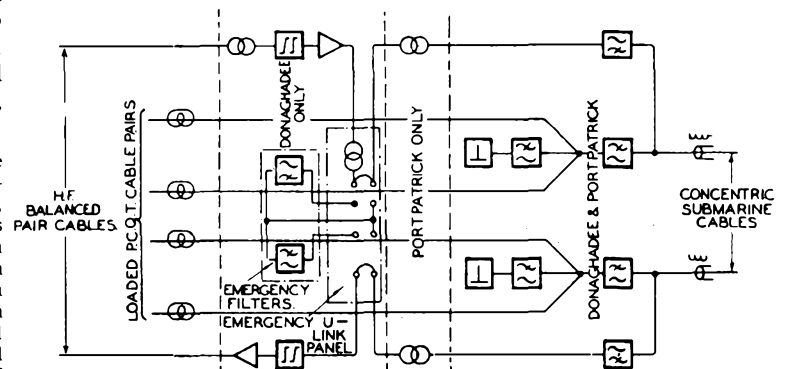 H.F.
BALANCED
PAIR CABLES
LOADED P.C.Q.T. CABLE PAIRS
DONAGHADEE
ONLY
EMERGENCY
FILTERS.
EMERGENCY U-
LINK
PANEL
PORTPATRICK ONLY
DONAGHADEE & PORTPATRICK
CONCENTRIC
SUBMARINE
CABLES